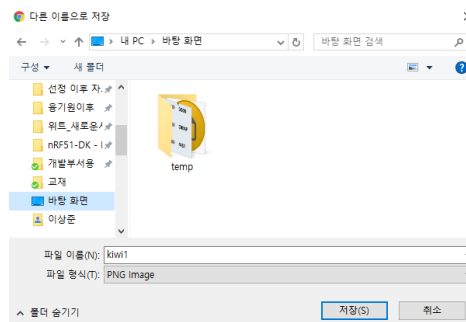 다른 이름으로 저장
내 PC > 바탕 화면
바탕 화면 검색
구성
새 폴더
선정 이후 자.
융기원이후
위트_새로운
nRF51-DK -
개발부서용
교재
바탕 화면
이상준
temp
파일 이름(N): kiwi1
파일 형식(T): PNG Image
폴더 숨기기
저장(S)
취소